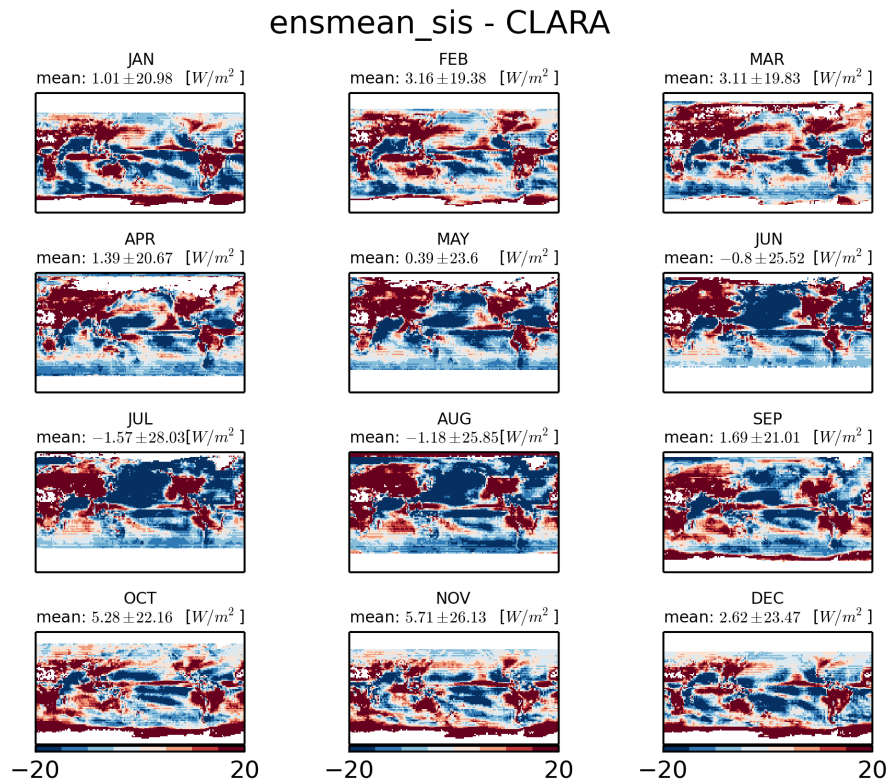 ensmean_sis - CLARA
JAN
mean: 1.01±20.98 [W/m²]
FEB
mean: 3.16±19.38 [W/m²]
MAR
mean: 3.11±19.83 [W/m²]
APR
mean: 1.39±20.67 [W/m²]
MAY
mean: 0.39±23.6 [W/m²]
JUN
mean: −0.8±25.52 [W/m²]
JUL
mean: −1.57±28.03[W/m²]
AUG
mean: −1.18±25.85[W/m²]
SEP
mean: 1.69±21.01 [W/m²]
OCT
mean: 5.28±22.16 [W/m²]
NOV
mean: 5.71±26.13 [W/m²]
DEC
mean: 2.62±23.47 [W/m²]
−20 20
−20 20
−20 20